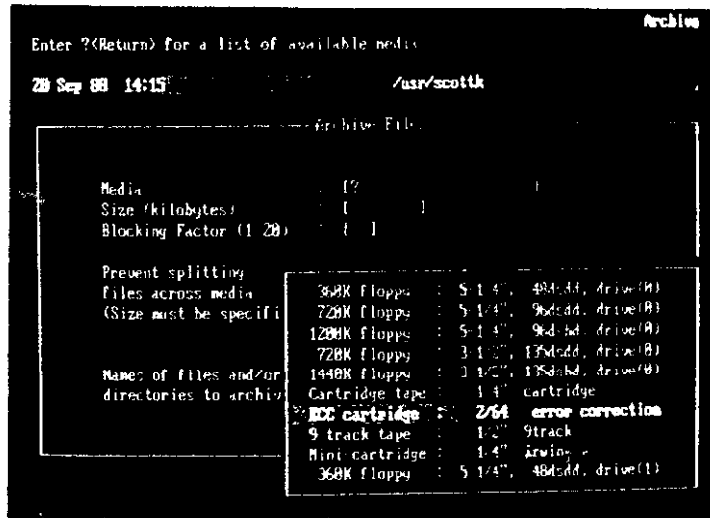 Archive
Enter ?<Return> for a list of available media
20 Sep 88 14:15 /usr/scottk
Archive Files
Media : [? ]
Size (kilobytes) : [ ]
Blocking Factor (1-20) : [ ]
Prevent splitting
files across media
(Size must be specifi
Names of files and/or
directories to archiv
360K floppy : 5 1/4", 48dsdd, drive(0)
720K floppy : 5 1/4", 96dsdd, drive(0)
1200K floppy : 5 1/4", 96dshd, drive(0)
720K floppy : 3 1/2", 135dsdd, drive(0)
1440K floppy : 3 1/2", 135dshd, drive(0)
Cartridge tape : 1/4" cartridge
ECC cartridge : 2/64 error correction
9 track tape : 1/2" 9track
Mini cartridge : 1/4"
360K floppy : 5 1/4", 48dsdd, drive(1)